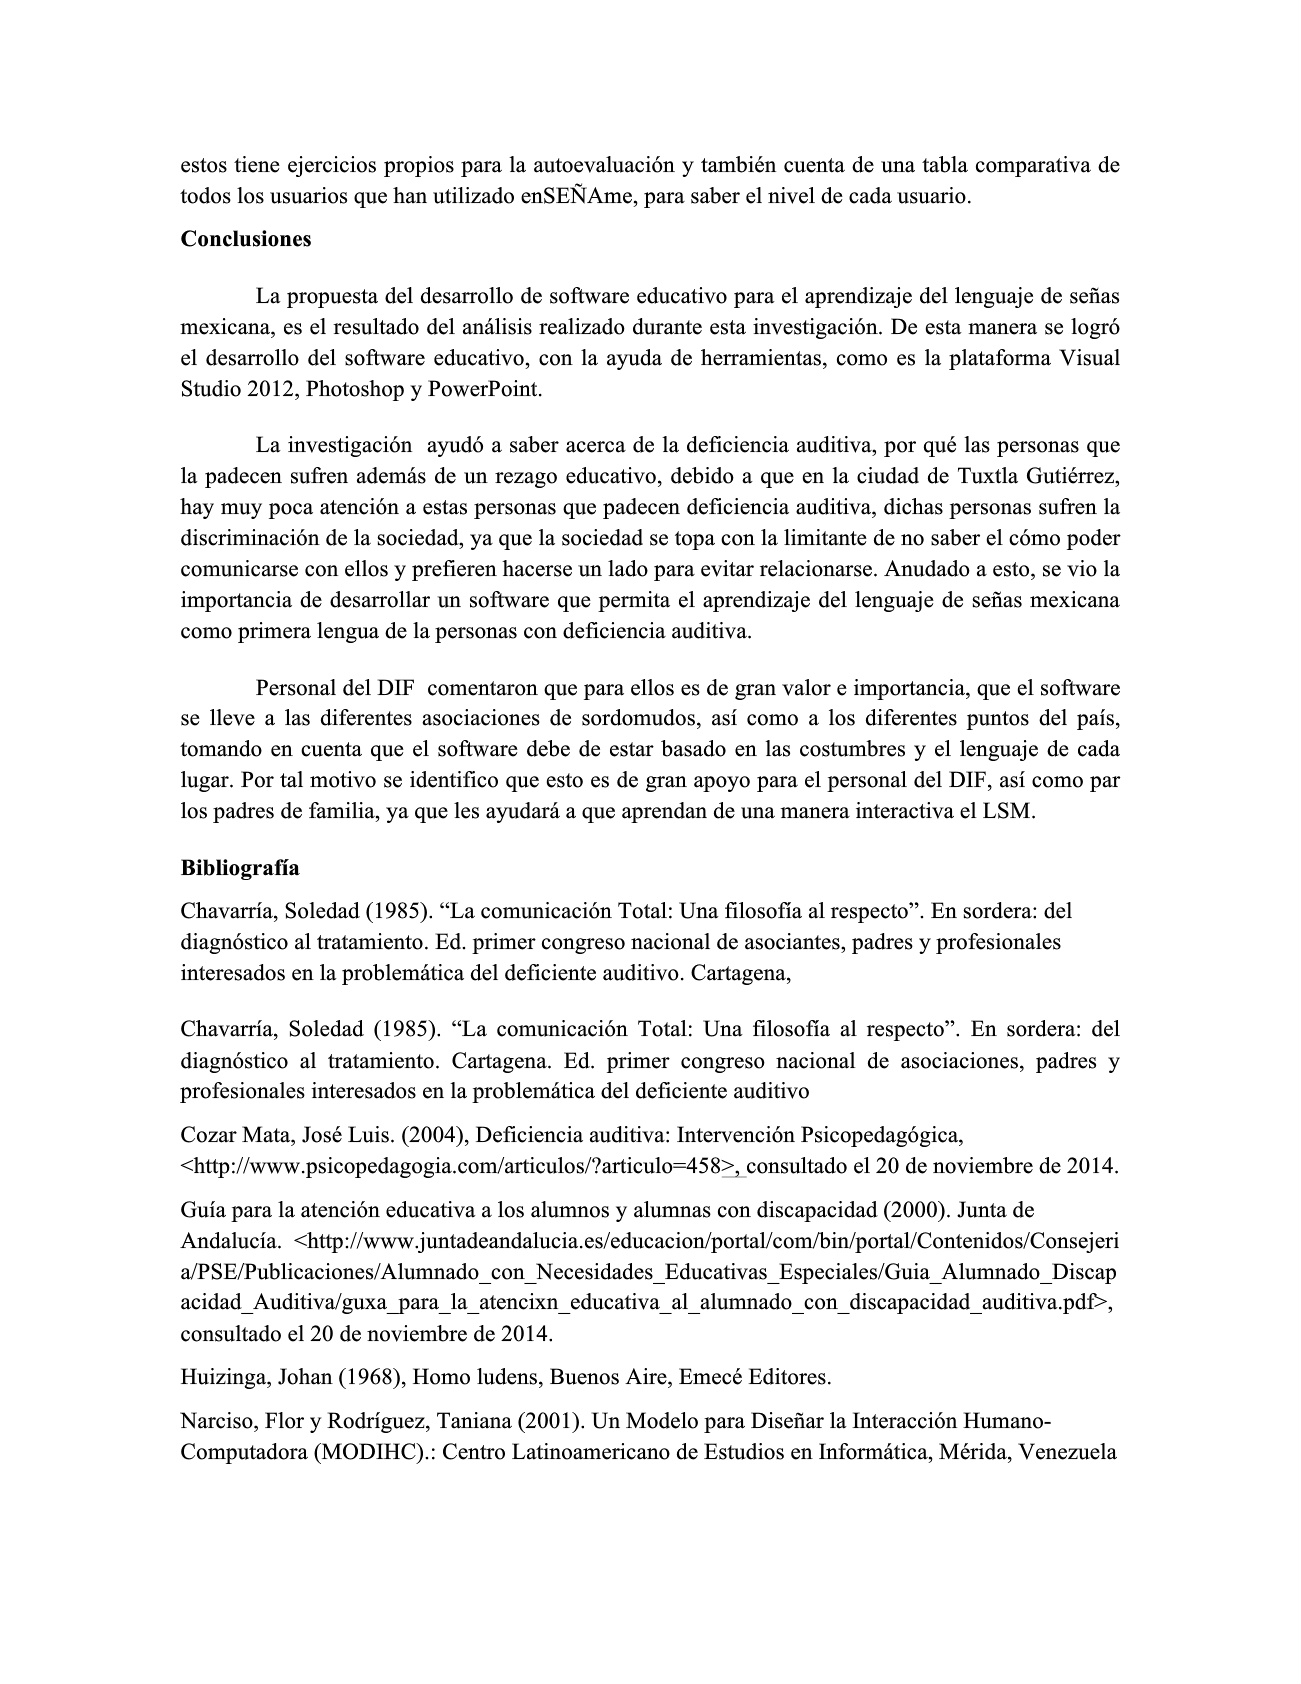 estos tiene ejercicios propios para la autoevaluación y también cuenta de una tabla comparativa de
todos los usuarios que han utilizado enSEÑAme, para saber el nivel de cada usuario.
Conclusiones
La propuesta del desarrollo de software educativo para el aprendizaje del lenguaje de señas
mexicana, es el resultado del análisis realizado durante esta investigación. De esta manera se logró
el desarrollo del software educativo, con la ayuda de herramientas, como es la plataforma Visual
Studio 2012, Photoshop y PowerPoint.
La investigación  ayudó a saber acerca de la deficiencia auditiva, por qué las personas que
la padecen sufren además de un rezago educativo, debido a que en la ciudad de Tuxtla Gutiérrez,
hay muy poca atención a estas personas que padecen deficiencia auditiva, dichas personas sufren la
discriminación de la sociedad, ya que la sociedad se topa con la limitante de no saber el cómo poder
comunicarse con ellos y prefieren hacerse un lado para evitar relacionarse. Anudado a esto, se vio la
importancia de desarrollar un software que permita el aprendizaje del lenguaje de señas mexicana
como primera lengua de la personas con deficiencia auditiva.
Personal del DIF  comentaron que para ellos es de gran valor e importancia, que el software
se lleve a las diferentes asociaciones de sordomudos, así como a los diferentes puntos del país,
tomando en cuenta que el software debe de estar basado en las costumbres y el lenguaje de cada
lugar. Por tal motivo se identifico que esto es de gran apoyo para el personal del DIF, así como par
los padres de familia, ya que les ayudará a que aprendan de una manera interactiva el LSM.
Bibliografía
Chavarría, Soledad (1985). “La comunicación Total: Una filosofía al respecto”. En sordera: del
diagnóstico al tratamiento. Ed. primer congreso nacional de asociantes, padres y profesionales
interesados en la problemática del deficiente auditivo. Cartagena,
Chavarría, Soledad (1985). “La comunicación Total: Una filosofía al respecto”. En sordera: del
diagnóstico al tratamiento. Cartagena. Ed. primer congreso nacional de asociaciones, padres y
profesionales interesados en la problemática del deficiente auditivo
Cozar Mata, José Luis. (2004), Deficiencia auditiva: Intervención Psicopedagógica,
<http://www.psicopedagogia.com/articulos/?articulo=458>, consultado el 20 de noviembre de 2014.
Guía para la atención educativa a los alumnos y alumnas con discapacidad (2000). Junta de
Andalucía. <http://www.juntadeandalucia.es/educacion/portal/com/bin/portal/Contenidos/Consejeri
a/PSE/Publicaciones/Alumnado_con_Necesidades_Educativas_Especiales/Guia_Alumnado_Discap
acidad_Auditiva/guxa_para_la_atencixn_educativa_al_alumnado_con_discapacidad_auditiva.pdf>,
consultado el 20 de noviembre de 2014.
Huizinga, Johan (1968), Homo ludens, Buenos Aire, Emecé Editores.
Narciso, Flor y Rodríguez, Taniana (2001). Un Modelo para Diseñar la Interacción Humano-
Computadora (MODIHC).: Centro Latinoamericano de Estudios en Informática, Mérida, Venezuela